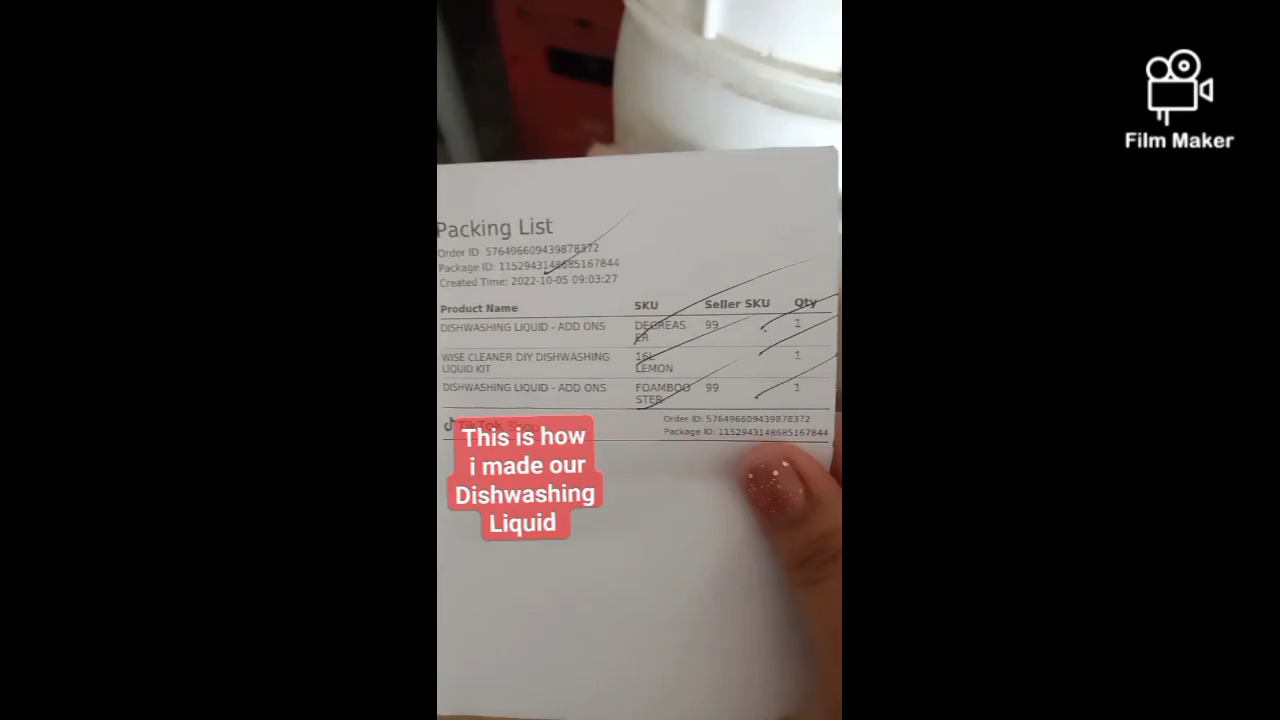 Film Maker
Packing List
Order ID 576496609439878372
Package ID: 1152943148685167844
Created Time: 2022-10-05 09:03:27
Product Name SKU Seller SKU Qty
DISHWASHING LIQUID - ADD ONS DEGREAS 99 1
ER
WISE CLEANER DIY DISHWASHING 16L 1
LIQUID KIT LEMON
DISHWASHING LIQUID - ADD ONS FOAMBOO 99 1
STER
TikTok Shop Order ID: 576496609439878372
Package ID: 1152943148685167844
This is how
i made our
Dishwashing
Liquid